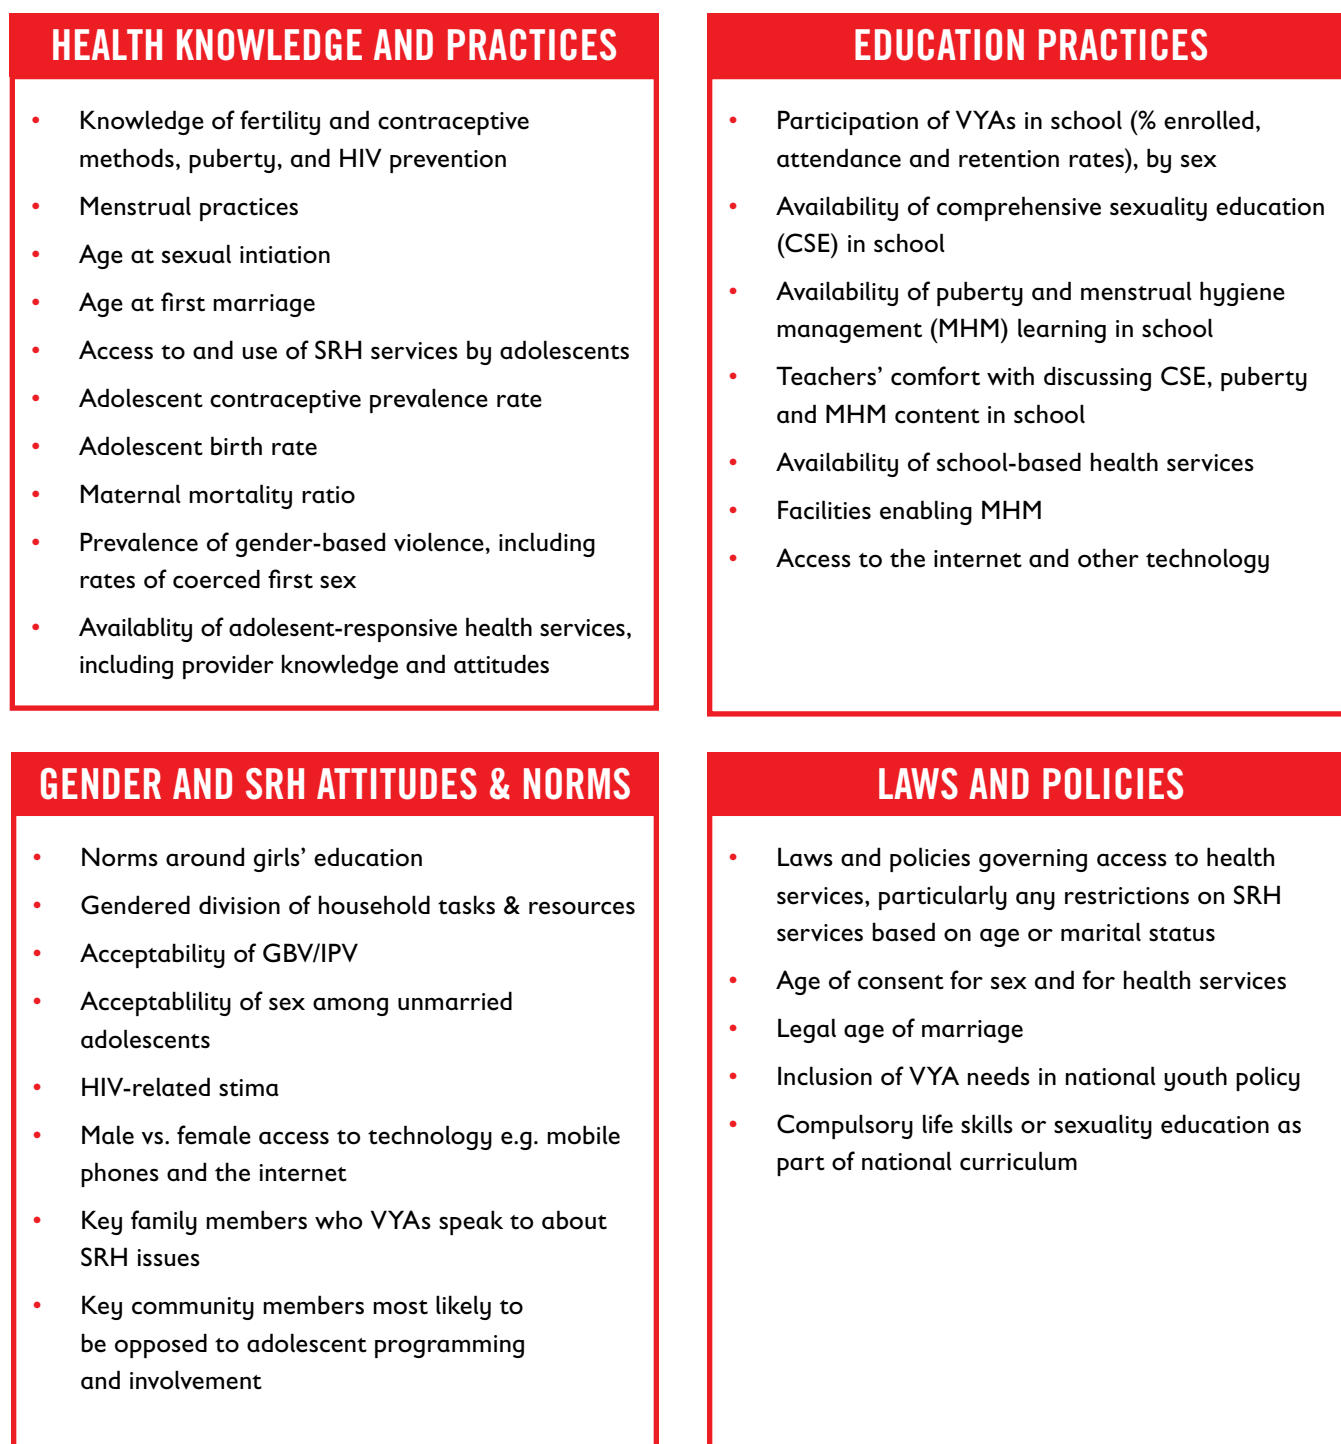 HEALTH KNOWLEDGE AND PRACTICES
• Knowledge of fertility and contraceptive
methods, puberty, and HIV prevention
• Menstrual practices
• Age at sexual intiation
• Age at first marriage
• Access to and use of SRH services by adolescents
• Adolescent contraceptive prevalence rate
• Adolescent birth rate
• Maternal mortality ratio
• Prevalence of gender-based violence, including
rates of coerced first sex
• Availablity of adolesent-responsive health services,
including provider knowledge and attitudes
EDUCATION PRACTICES
• Participation of VYAs in school (% enrolled,
attendance and retention rates), by sex
• Availability of comprehensive sexuality education
(CSE) in school
• Availability of puberty and menstrual hygiene
management (MHM) learning in school
• Teachers’ comfort with discussing CSE, puberty
and MHM content in school
• Availability of school-based health services
• Facilities enabling MHM
• Access to the internet and other technology
GENDER AND SRH ATTITUDES & NORMS
• Norms around girls’ education
• Gendered division of household tasks & resources
• Acceptability of GBV/IPV
• Acceptablility of sex among unmarried
adolescents
• HIV-related stima
• Male vs. female access to technology e.g. mobile
phones and the internet
• Key family members who VYAs speak to about
SRH issues
• Key community members most likely to
be opposed to adolescent programming
and involvement
LAWS AND POLICIES
• Laws and policies governing access to health
services, particularly any restrictions on SRH
services based on age or marital status
• Age of consent for sex and for health services
• Legal age of marriage
• Inclusion of VYA needs in national youth policy
• Compulsory life skills or sexuality education as
part of national curriculum